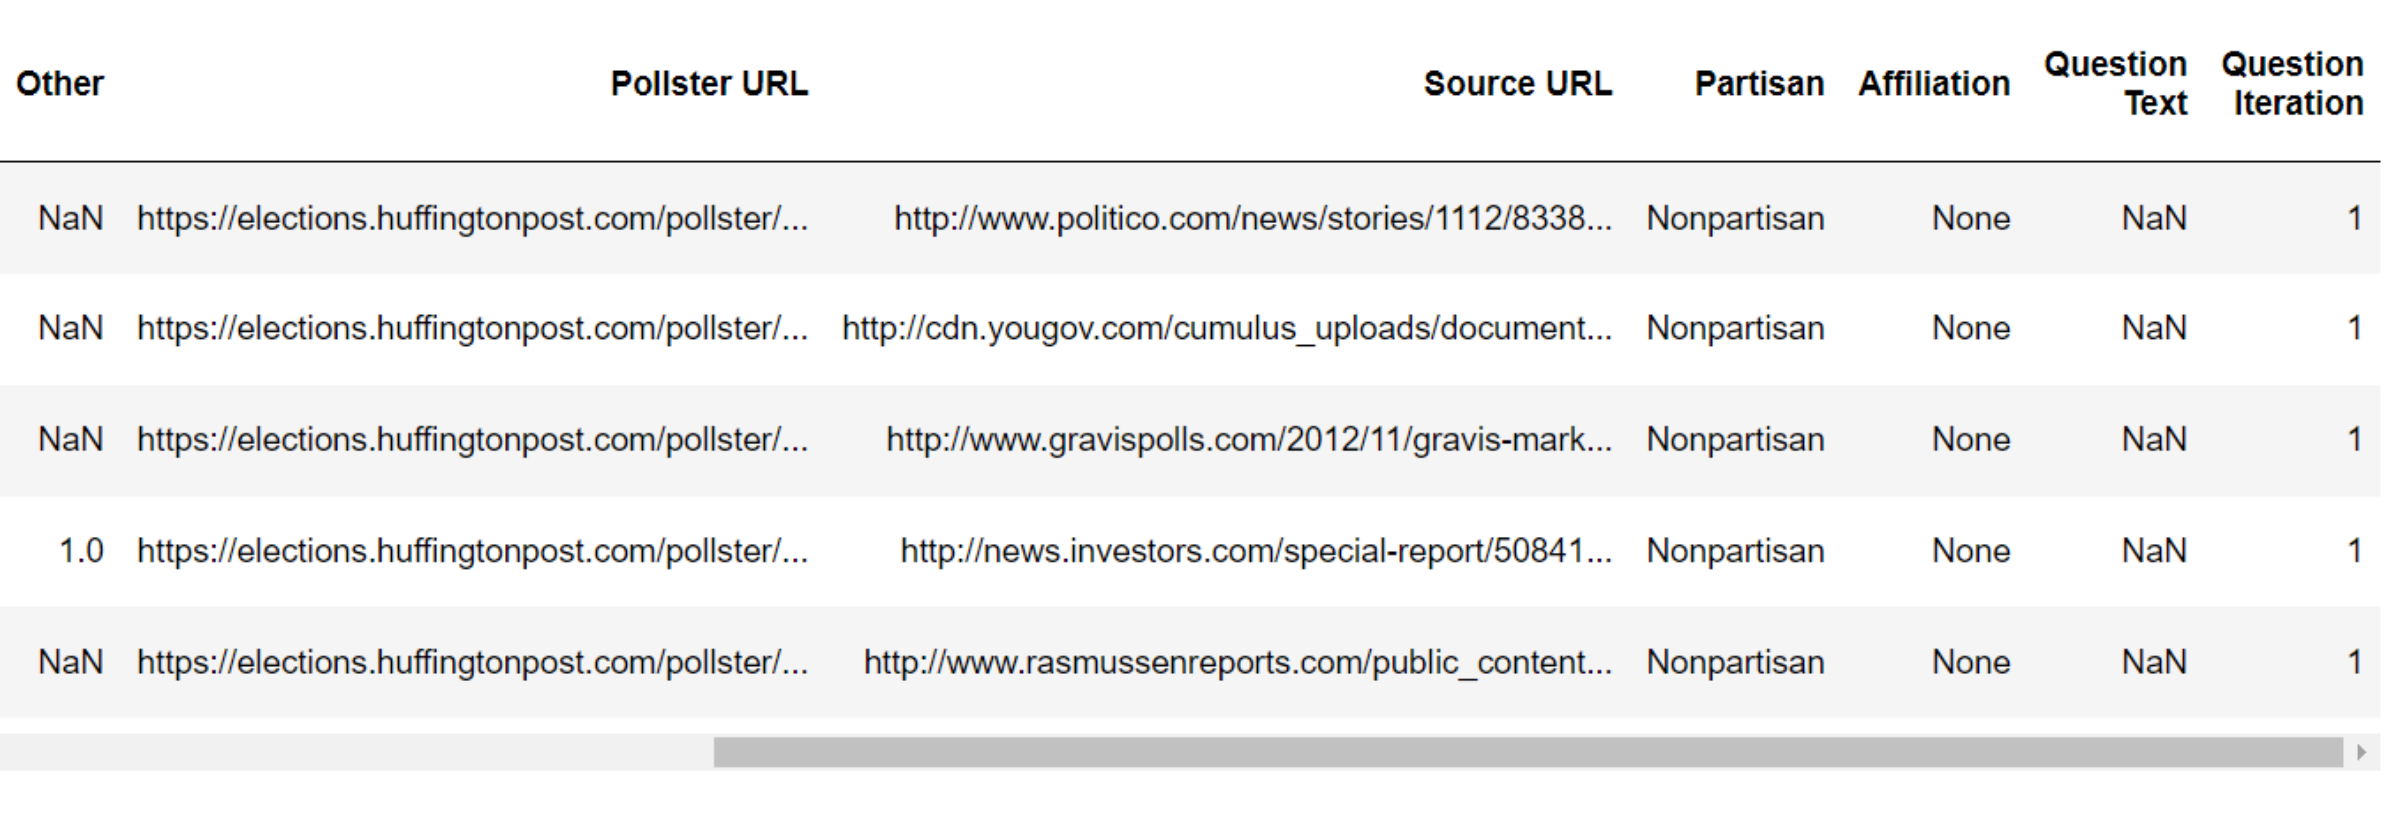 Other Pollster URL Source URL Partisan Affiliation Question Text Question Iteration
NaN https://elections.huffingtonpost.com/pollster/... http://www.politico.com/news/stories/1112/8338... Nonpartisan None NaN 1
NaN https://elections.huffingtonpost.com/pollster/... http://cdn.yougov.com/cumulus_uploads/document... Nonpartisan None NaN 1
NaN https://elections.huffingtonpost.com/pollster/... http://www.gravispolls.com/2012/11/gravis-mark... Nonpartisan None NaN 1
1.0 https://elections.huffingtonpost.com/pollster/... http://news.investors.com/special-report/50841... Nonpartisan None NaN 1
NaN https://elections.huffingtonpost.com/pollster/... http://www.rasmussenreports.com/public_content... Nonpartisan None NaN 1